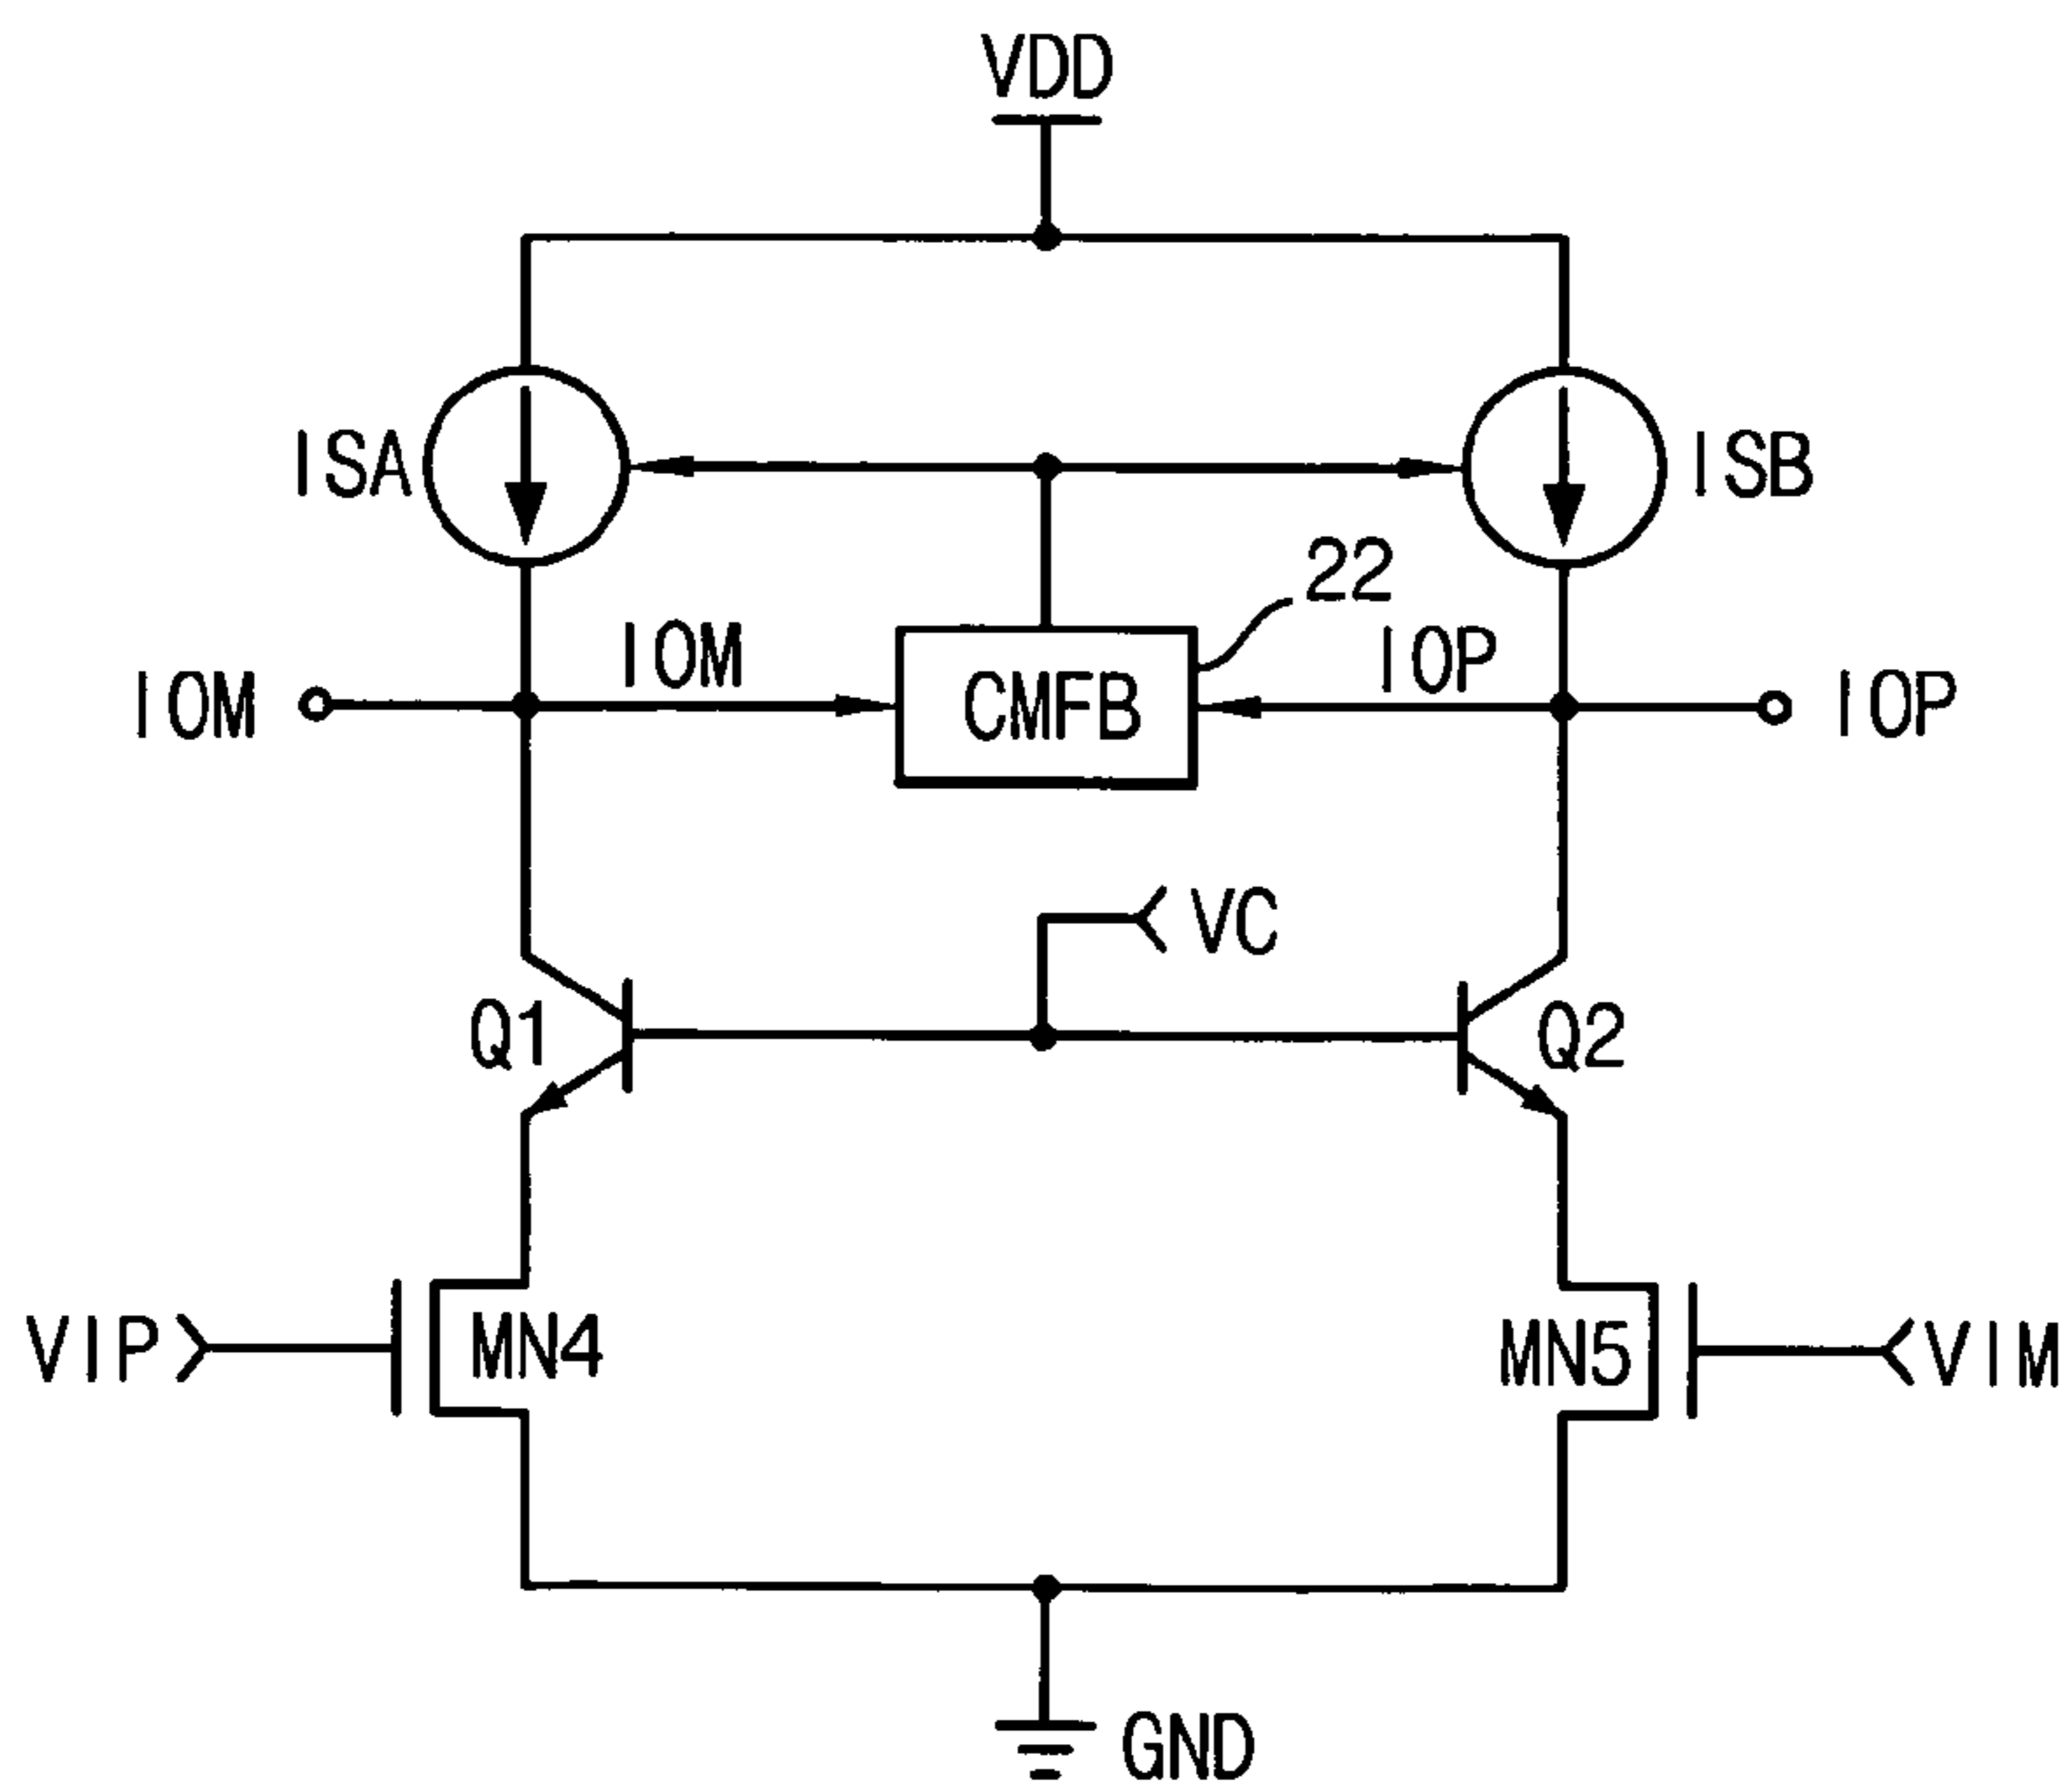 VDD
ISA
ISB
22
IOM
IOM
CMFB
IOP
IOP
VC
Q1
Q2
VIP
MN4
MN5
VIM
GND